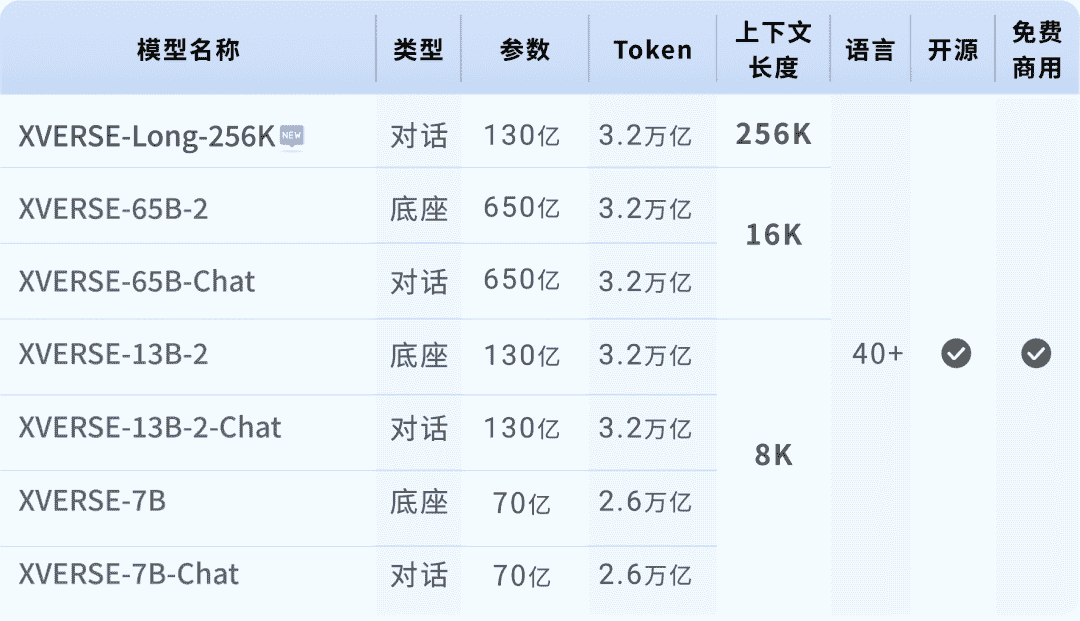 模型名称 类型 参数 Token 上下文长度 语言 开源 免费商用
XVERSE-Long-256K NEW 对话 130亿 3.2万亿 256K
XVERSE-65B-2 底座 650亿 3.2万亿 16K
XVERSE-65B-Chat 对话 650亿 3.2万亿
XVERSE-13B-2 底座 130亿 3.2万亿 8K 40+
XVERSE-13B-2-Chat 对话 130亿 3.2万亿
XVERSE-7B 底座 70亿 2.6万亿
XVERSE-7B-Chat 对话 70亿 2.6万亿